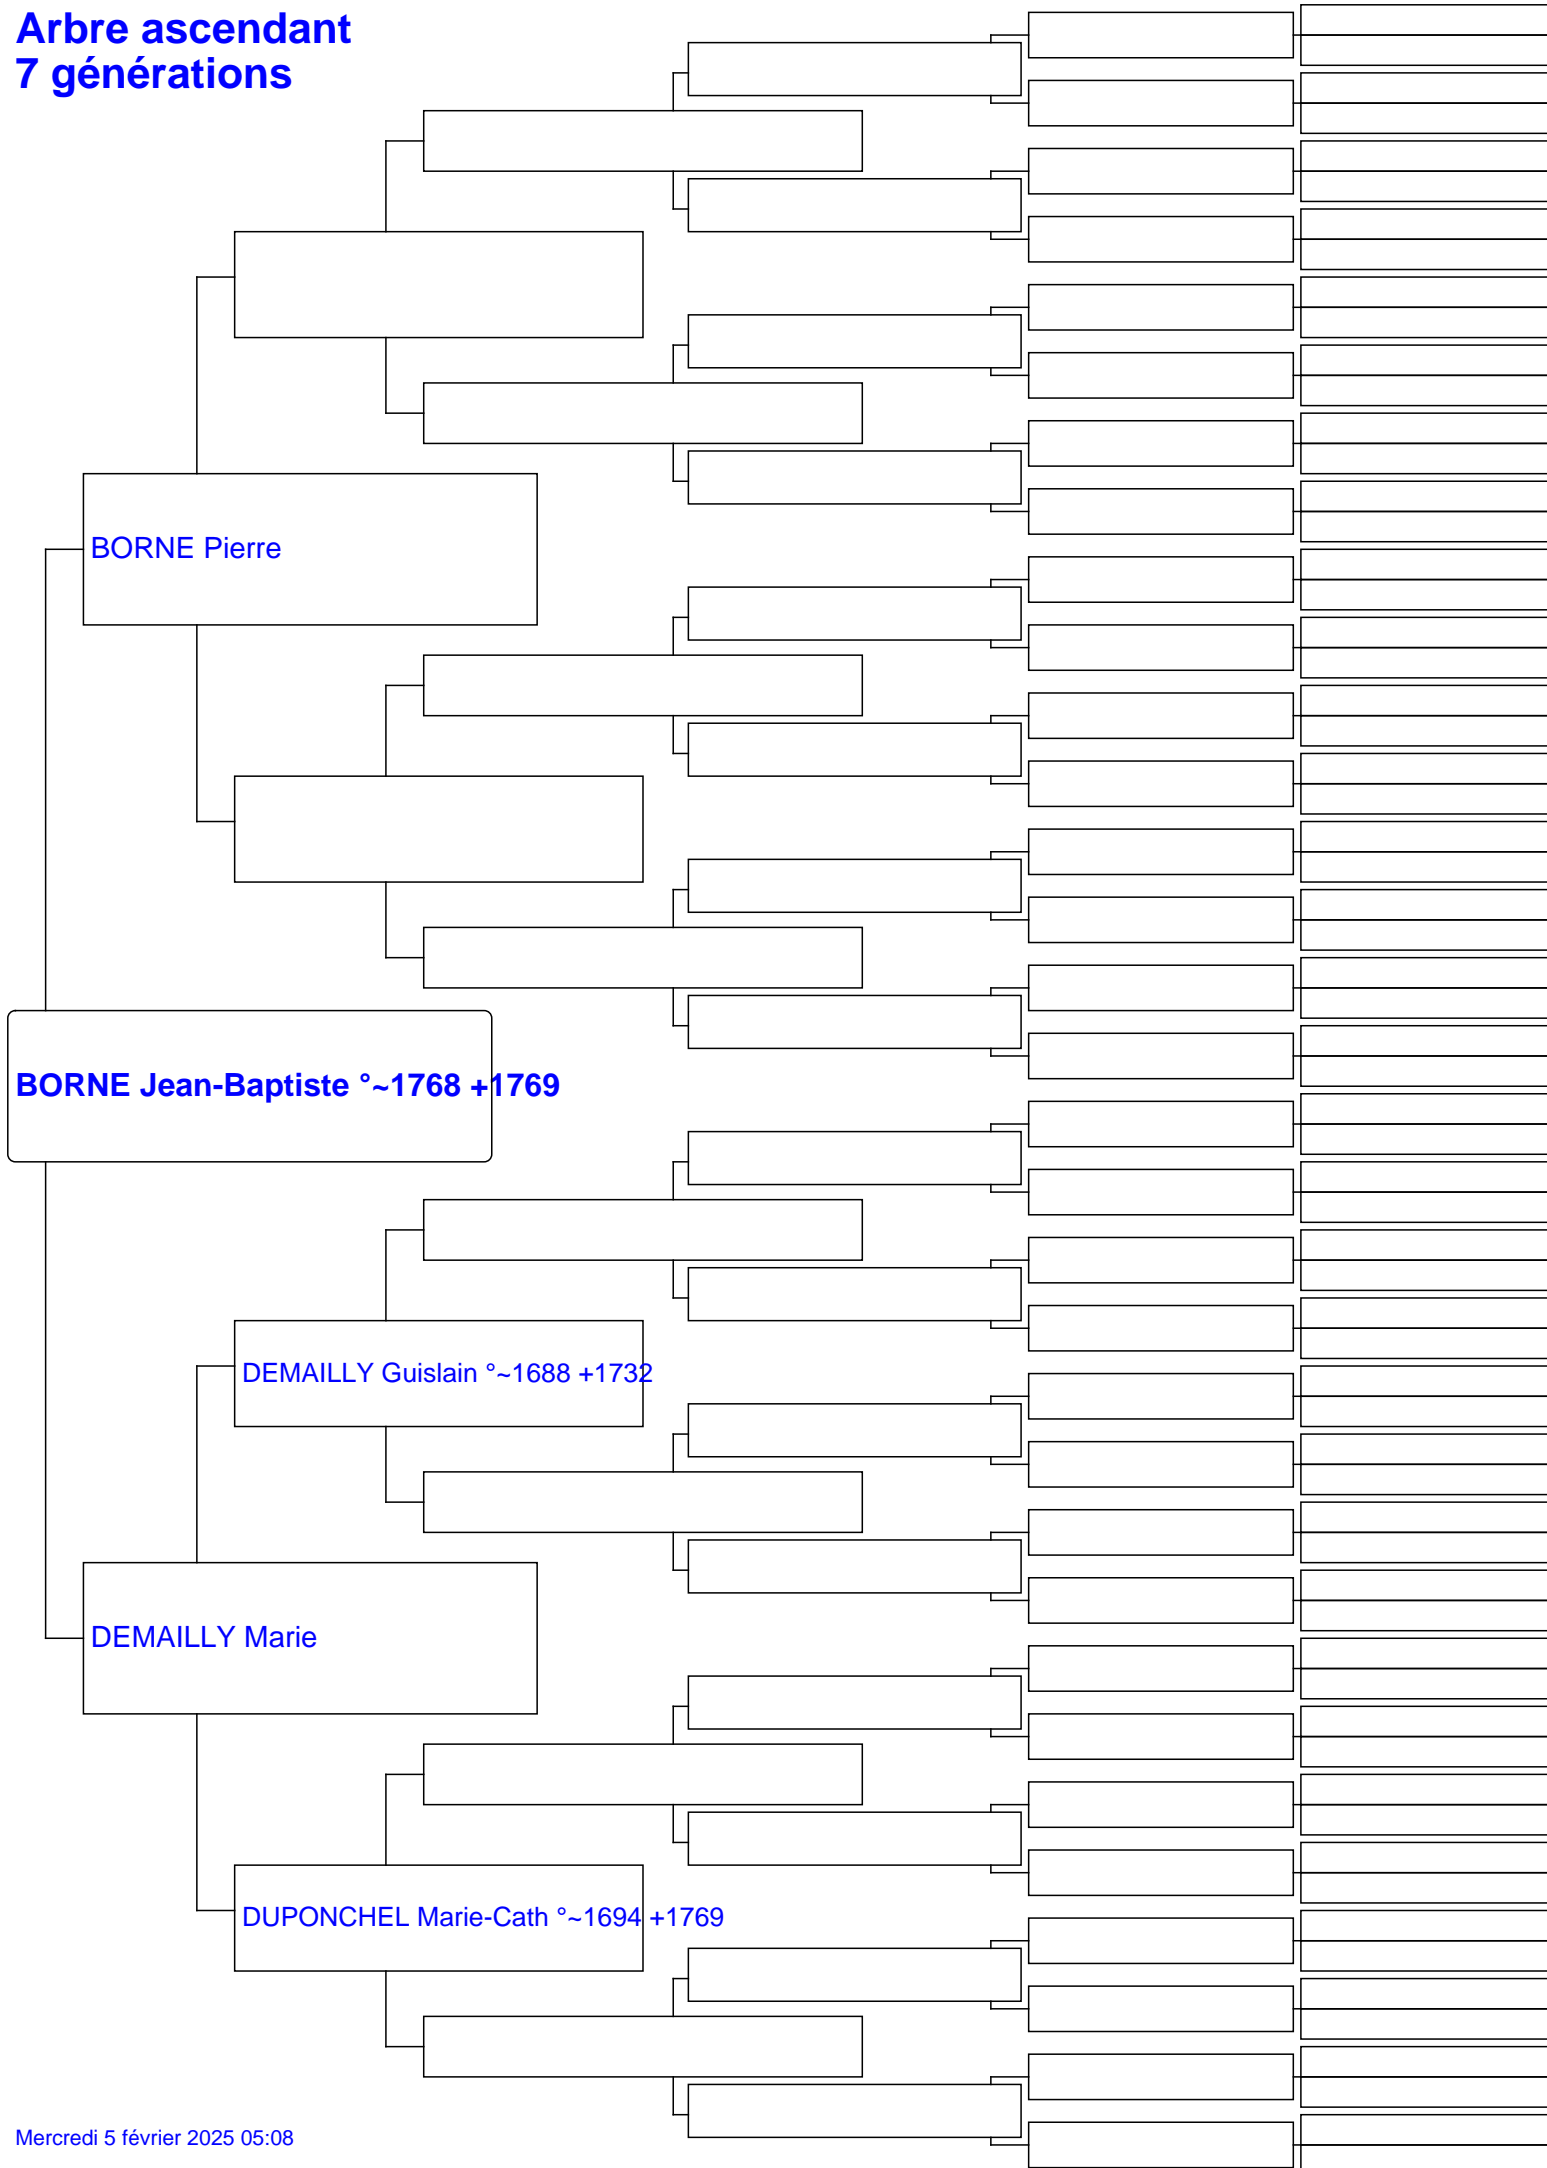 Arbre ascendant
7 générations
BORNE Pierre
BORNE Jean-Baptiste °~1768 +1769
DEMAILLY Guislain °~1688 +1732
DEMAILLY Marie
DUPONCHEL Marie-Cath °~1694 +1769
Mercredi 5 février 2025 05:08